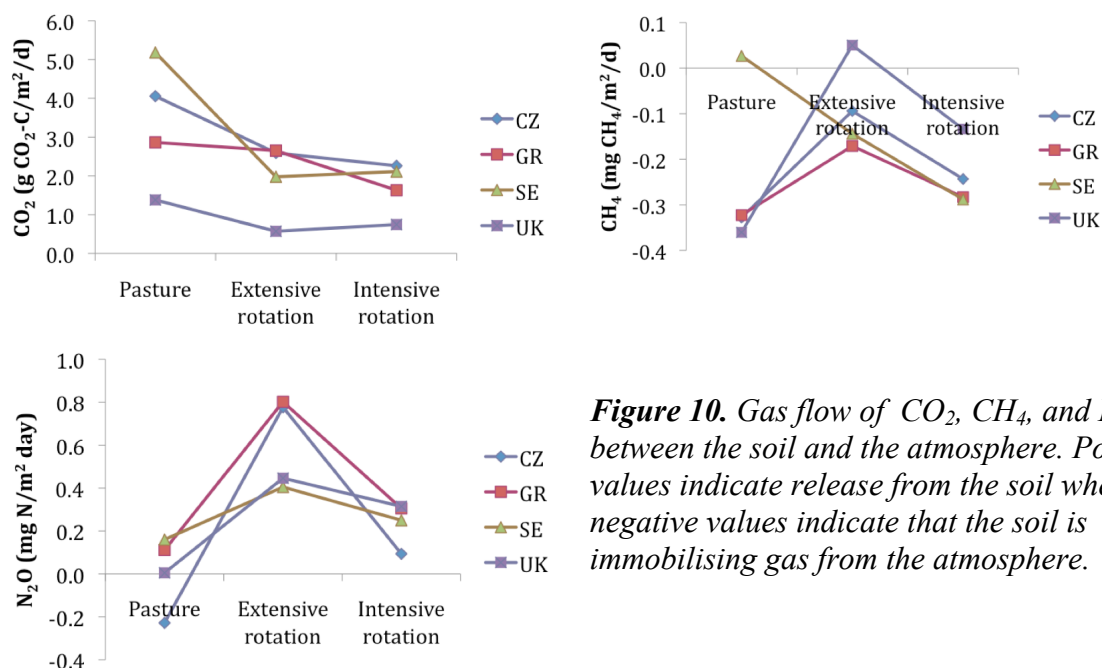 6.0
5.0
4.0
3.0
2.0
1.0
0.0
CO₂ (g CO₂-C/m²/d)
Pasture Extensive rotation Intensive rotation
CZ
GR
SE
UK
0.1
0.0
-0.1
-0.2
-0.3
-0.4
CH₄ (mg CH₄/m²/d)
Pasture Extensive rotation Intensive rotation
CZ
GR
SE
UK
1.0
0.8
0.6
0.4
0.2
0.0
-0.2
-0.4
N₂O (mg N/m² day)
Pasture Extensive rotation Intensive rotation
CZ
GR
SE
UK
Figure 10. Gas flow of CO₂, CH₄, and
between the soil and the atmosphere.
values indicate release from the soil
negative values indicate that the soil is
immobilising gas from the atmosphere.